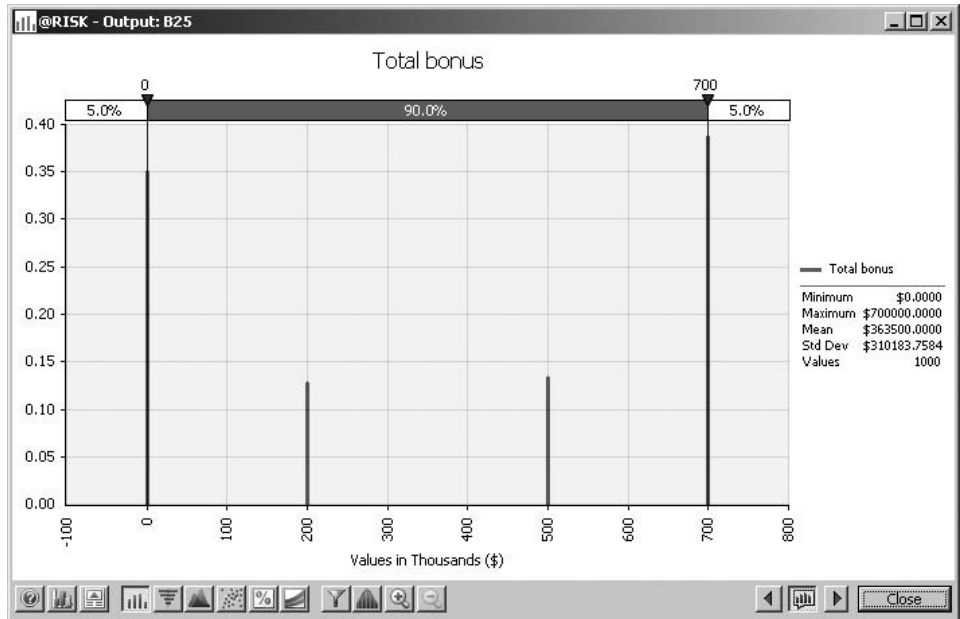 @RISK - Output: B25
Total bonus
0 700
5.0% 90.0% 5.0%
0.40
0.35
0.30
0.25
0.20
0.15
0.10
0.05
0.00
-100 0 100 200 300 400 500 600 700 800
Values in Thousands ($)
Total bonus
Minimum $0.0000
Maximum $700000.0000
Mean $363500.0000
Std Dev $310183.7584
Values 1000
Close